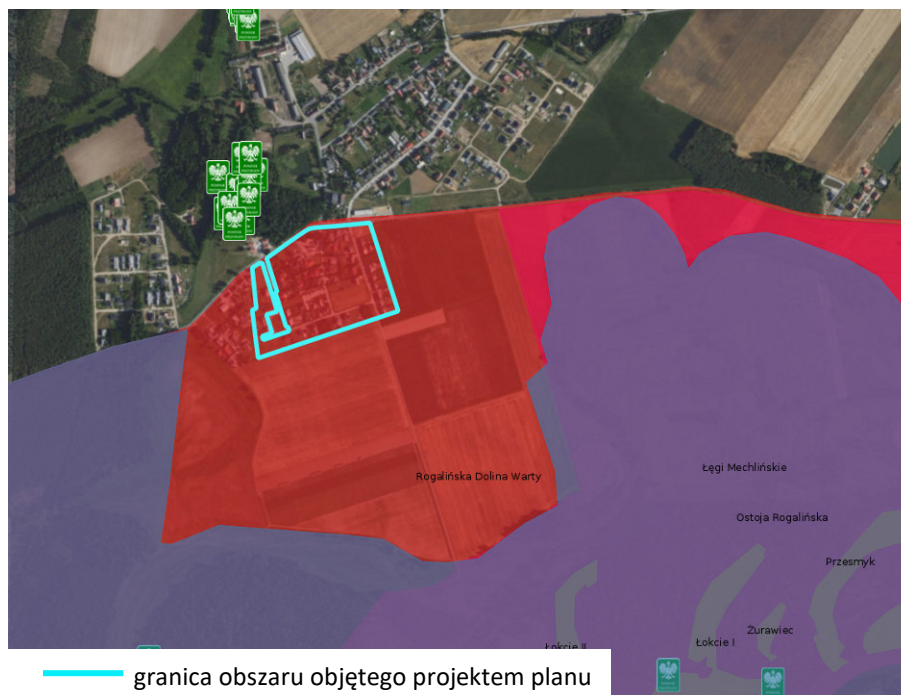 Rogalińska Dolina Warty
Łęgi Mechlińskie
Ostoja Rogalińska
Przesmyk
Żurawiec
Łokcie I
Łokcie II
granica obszaru objętego projektem planu